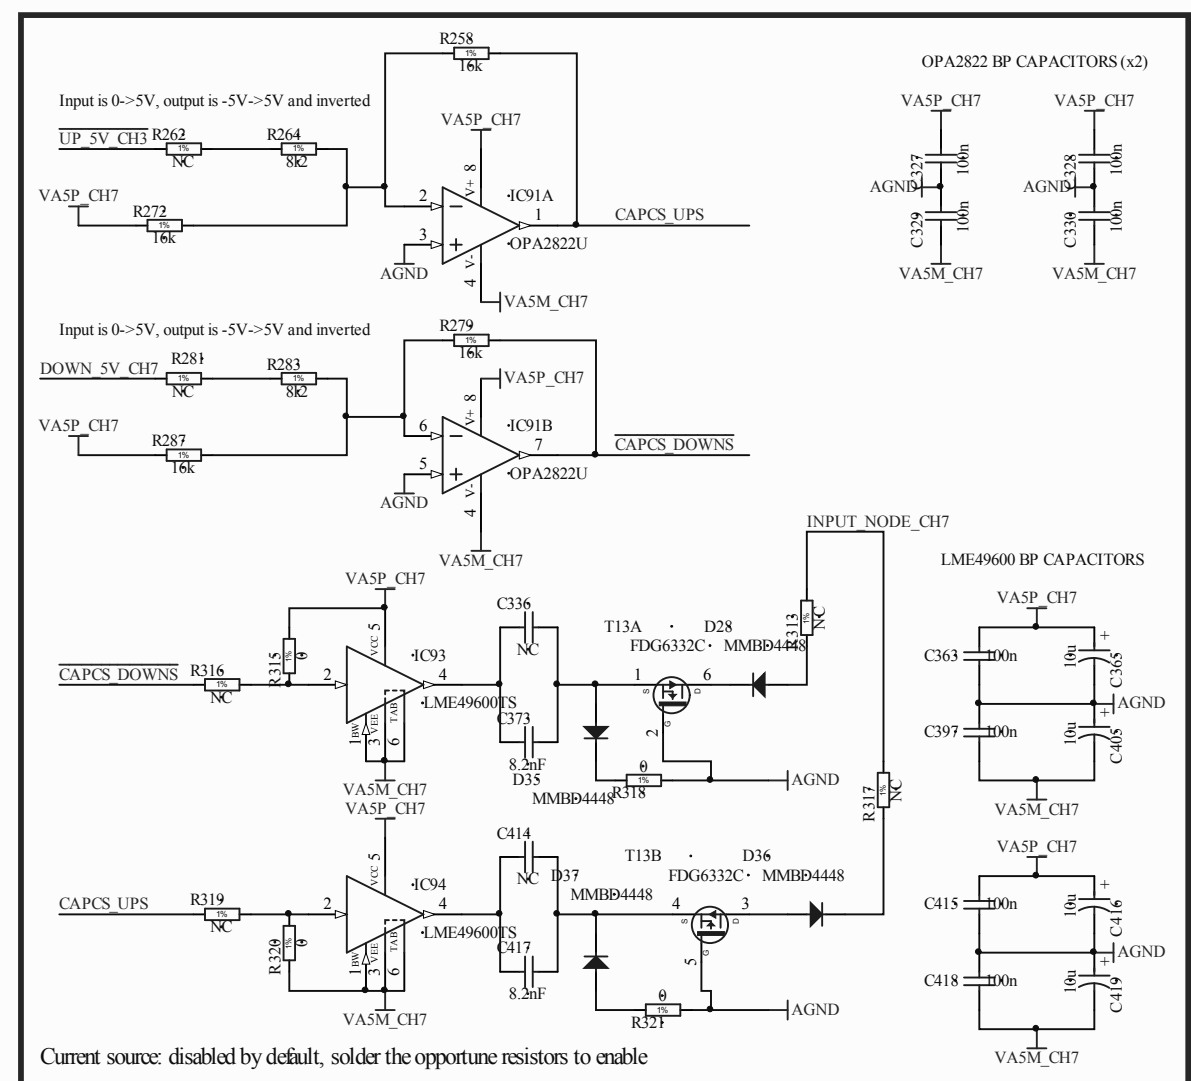 R258
1%
16k
OPA2822 BP CAPACITORS (x2)
Input is 0->5V, output is -5V->5V and inverted
VA5P_CH7
VA5P_CH7
VA5P_CH7
UP_5V_CH3
R262
1%
NC
R264
1%
8k2
C327
100n
C328
100n
AGND
AGND
VA5P_CH7
R272
1%
16k
2
3
V+ 8
V- 4
IC91A
1
OPA2822U
CAPCS_UPS
C329
100n
C330
100n
AGND
VA5M_CH7
VA5M_CH7
VA5M_CH7
Input is 0->5V, output is -5V->5V and inverted
R279
1%
16k
DOWN_5V_CH7
R281
1%
NC
R283
1%
8k2
VA5P_CH7
VA5P_CH7
R287
1%
16k
6
5
V+ 8
V- 4
IC91B
7
OPA2822U
CAPCS_DOWNS
AGND
VA5M_CH7
INPUT_NODE_CH7
LME49600 BP CAPACITORS
VA5P_CH7
R315
1%
0
VCC 5
C336
NC
T13A
D28
FDG6332C
MMBD4448
R313
1%
NC
VA5P_CH7
C363
100n
10u
+
C365
CAPCS_DOWNS
R316
1%
NC
2
IC93
4
LME49600TS
1 BW
3 VEE
6
TAB
1
S
6
D
2
G
AGND
C373
8.2nF
C397
100n
10u
+
C405
D35
MMBD4448
0
1%
R318
AGND
VA5M_CH7
VA5M_CH7
R317
1%
NC
VA5P_CH7
VCC 5
C414
NC
D37
MMBD4448
T13B
D36
FDG6332C
MMBD4448
VA5P_CH7
C415
100n
10u
+
C416
CAPCS_UPS
R319
1%
NC
2
IC94
4
LME49600TS
R320
1%
0
1 BW
3 VEE
6
TAB
4
S
3
D
5
G
AGND
C417
8.2nF
C418
100n
10u
+
C419
0
1%
R321
AGND
VA5M_CH7
VA5M_CH7
Current source: disabled by default, solder the opportune resistors to enable